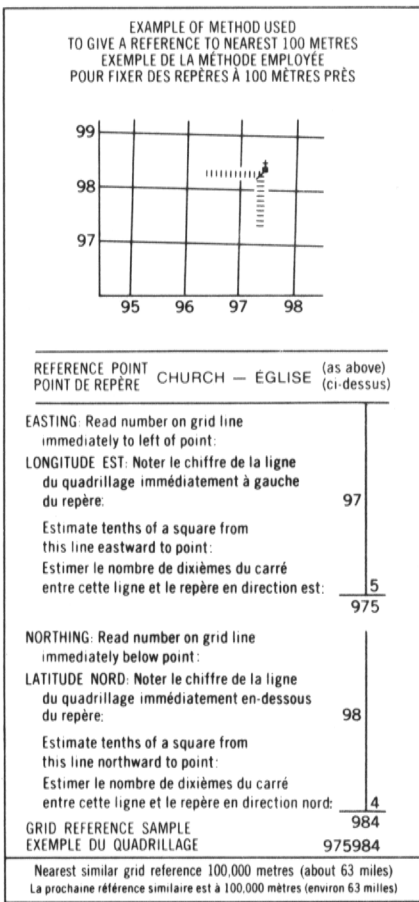 EXAMPLE OF METHOD USED
TO GIVE A REFERENCE TO NEAREST 100 METRES
EXEMPLE DE LA MÉTHODE EMPLOYÉE
POUR FIXER DES REPÈRES À 100 MÈTRES PRÈS
99
98
97
95 96 97 98
REFERENCE POINT
POINT DE REPÈRE
CHURCH — ÉGLISE
(as above)
(ci-dessus)
EASTING: Read number on grid line
immediately to left of point:
LONGITUDE EST: Noter le chiffre de la ligne
du quadrillage immédiatement à gauche
du repère: 97
Estimate tenths of a square from
this line eastward to point:
Estimer le nombre de dixièmes du carré
entre cette ligne et le repère en direction est: 5
975
NORTHING: Read number on grid line
immediately below point:
LATITUDE NORD: Noter le chiffre de la ligne
du quadrillage immédiatement en-dessous
du repère: 98
Estimate tenths of a square from
this line northward to point:
Estimer le nombre de dixièmes du carré
entre cette ligne et le repère en direction nord: 4
984
GRID REFERENCE SAMPLE
EXEMPLE DU QUADRILLAGE 975984
Nearest similar grid reference 100,000 metres (about 63 miles)
La prochaine référence similaire est à 100,000 mètres (environ 63 milles)